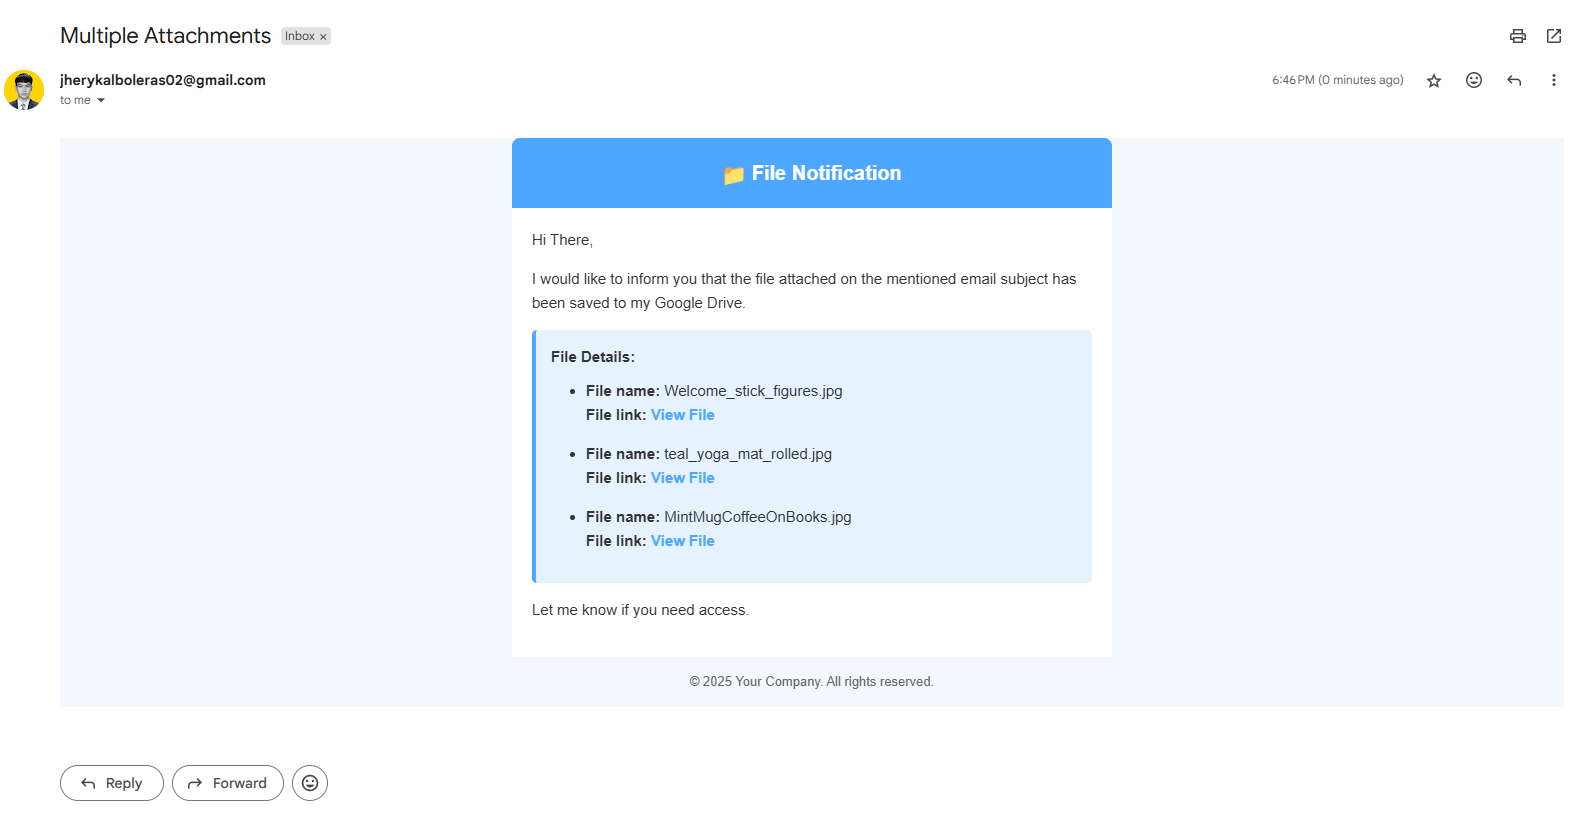 Multiple Attachments Inbox ×
jherykalboleras02@gmail.com 6:46 PM (0 minutes ago)
to me
📁 File Notification
Hi There,
I would like to inform you that the file attached on the mentioned email subject has
been saved to my Google Drive.
File Details:
• File name: Welcome_stick_figures.jpg
File link: View File
• File name: teal_yoga_mat_rolled.jpg
File link: View File
• File name: MintMugCoffeeOnBooks.jpg
File link: View File
Let me know if you need access.
© 2025 Your Company. All rights reserved.
Reply Forward